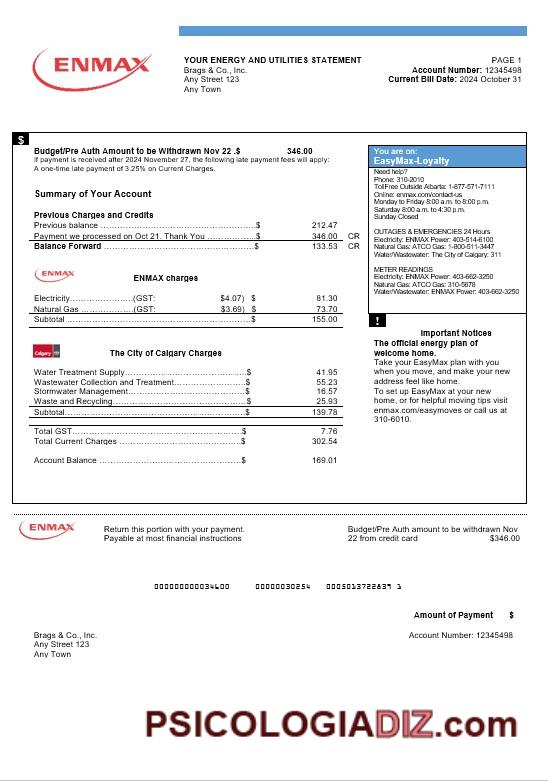 ENMAX
YOUR ENERGY AND UTILITIES STATEMENT
Brags & Co., Inc.
Any Street 123
Any Town
PAGE 1
Account Number: 12345498
Current Bill Date: 2024 October 31
$
Budget/Pre Auth Amount to be Withdrawn Nov 22 .$ 346.00
If payment is received after 2024 November 27, the following late payment fees will apply:
A one-time late payment of 3.25% on Current Charges.
Summary of Your Account
Previous Charges and Credits
Previous balance ..................................................$ 212.47
Payment we processed on Oct 21. Thank You ..................$ 346.00 CR
Balance Forward ..................................................$ 133.53 CR
ENMAX
ENMAX charges
Electricity......................(GST: $4.07) $ 81.30
Natural Gas ...................(GST: $3.69) $ 73.70
Subtotal ..................................................$ 155.00
Calgary
The City of Calgary Charges
Water Treatment Supply..................................................$ 41.95
Wastewater Collection and Treatment..............................$ 55.23
Stormwater Management..................................................$ 16.57
Waste and Recycling..................................................$ 25.93
Subtotal..................................................$ 139.78
Total GST..................................................$ 7.76
Total Current Charges ..................................................$ 302.54
Account Balance ..................................................$ 169.01
You are on:
EasyMax-Loyalty
Need help?
Phone: 310-2010
TollFree Outside Albarta: 1-877-571-7111
Online: enmax.com/contact-us
Monday to Friday 8:00 a.m. to 8:00 p.m.
Saturday 8:00 a.m. to 4:30 p.m.
Sunday Closed
OUTAGES & EMERGENCIES 24 Hours
Electricity: ENMAX Power: 403-514-6100
Natural Gas: ATCO Gas: 1-800-511-3447
Water/Wastewater: The City of Calgary: 311
METER READINGS
Electricity: ENMAX Power: 403-662-3250
Natural Gas: ATCO Gas: 310-5678
Water/Wastewater: ENMAX Power: 403-662-3250
!
Important Notices
The official energy plan of
welcome home.
Take your EasyMax plan with you
when you move, and make your new
address feel like home.
To set up EasyMax at your new
home, or for helpful moving tips visit
enmax.com/easymoves or call us at
310-6010.
ENMAX
Return this portion with your payment.
Payable at most financial instructions
Budget/Pre Auth amount to be withdrawn Nov
22 from credit card $346.00
000000000034600 00000030254 0005013722839 1
Amount of Payment $
Brags & Co., Inc.
Any Street 123
Any Town
Account Number: 12345498
PSICOLOGIADIZ.com